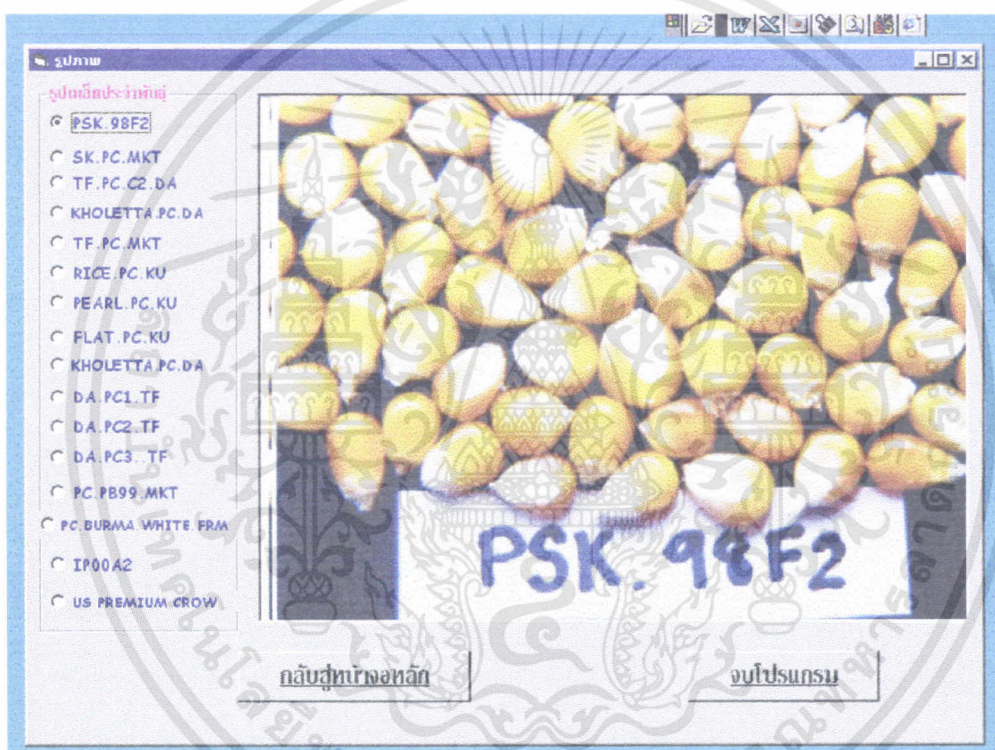 รูปภาพ
รูปเมล็ดประจำพันธุ์
PSK.98F2
SK.PC.MKT
TF.PC.C2.DA
KHOLETTA.PC.DA
TF.PC.MKT
RICE.PC.KU
PEARL.PC.KU
FLAT.PC.KU
KHOLETTA.PC.DA
DA.PC1.TF
DA.PC2.TF
DA.PC3..TF
PC.PB99.MKT
PC.BURMA.WHITE.FRM
IP00A2
US PREMIUM CROW
PSK. 98F2
กลับสู่หน้าจอหลัก
จบโปรแกรม